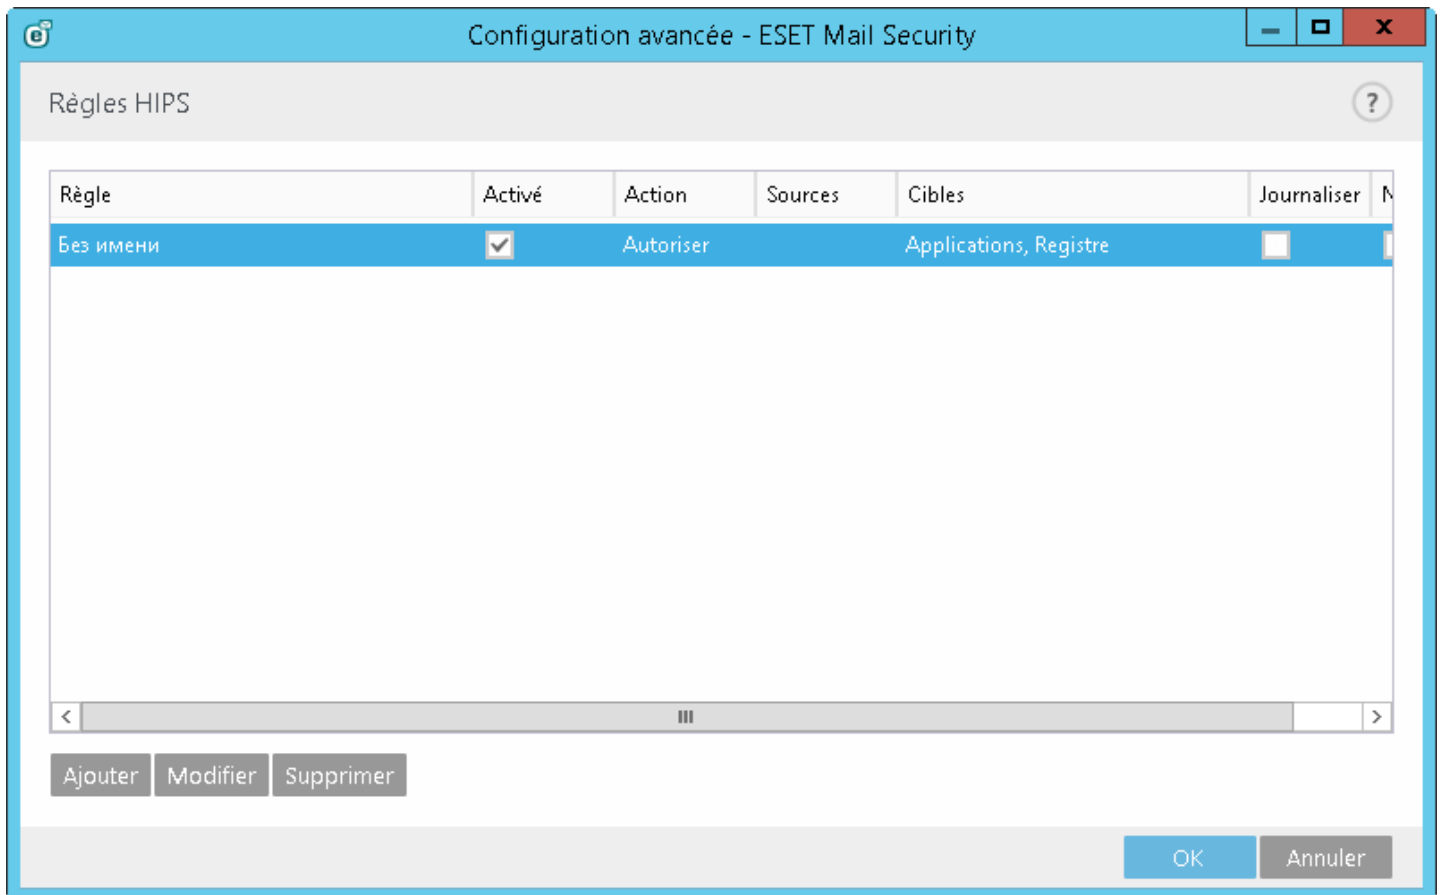 Configuration avancée - ESET Mail Security
Règles HIPS
?
Règle Activé Action Sources Cibles Journaliser
Без имени Autoriser Applications, Registre
Ajouter Modifier Supprimer
OK Annuler